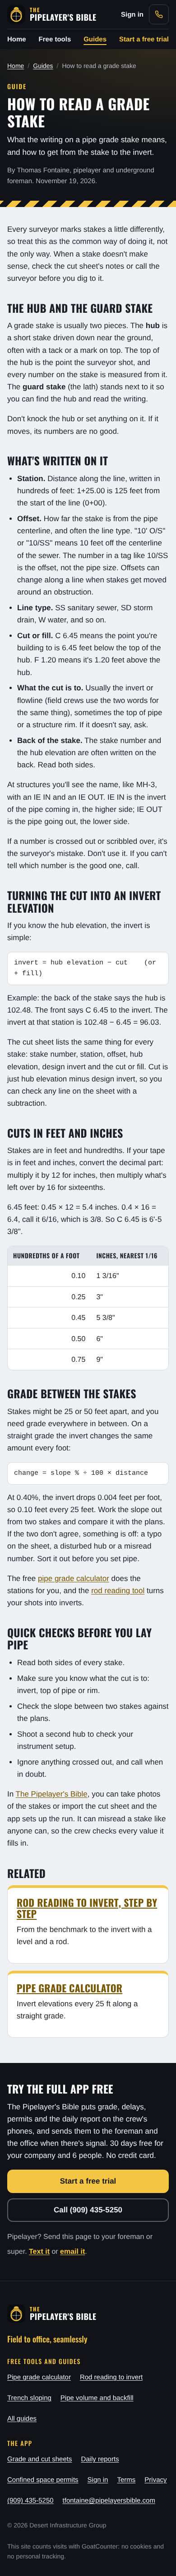 THE
PIPELAYER'S BIBLE
Sign in
Home Free tools Guides Start a free trial
Home / Guides / How to read a grade stake
GUIDE
HOW TO READ A GRADE
STAKE
What the writing on a pipe grade stake means,
and how to get from the stake to the invert.
By Thomas Fontaine, pipelayer and underground
foreman. November 19, 2026.
Every surveyor marks stakes a little differently,
so treat this as the common way of doing it, not
the only way. When a stake doesn't make
sense, check the cut sheet's notes or call the
surveyor before you dig to it.
THE HUB AND THE GUARD STAKE
A grade stake is usually two pieces. The hub is
a short stake driven down near the ground,
often with a tack or a mark on top. The top of
the hub is the point the surveyor shot, and
every number on the stake is measured from it.
The guard stake (the lath) stands next to it so
you can find the hub and read the writing.
Don't knock the hub or set anything on it. If it
moves, its numbers are no good.
WHAT'S WRITTEN ON IT
• Station. Distance along the line, written in
hundreds of feet: 1+25.00 is 125 feet from
the start of the line (0+00).
• Offset. How far the stake is from the pipe
centerline, and often the line type. "10' O/S"
or "10/SS" means 10 feet off the centerline
of the sewer. The number in a tag like 10/SS
is the offset, not the pipe size. Offsets can
change along a line when stakes get moved
around an obstruction.
• Line type. SS sanitary sewer, SD storm
drain, W water, and so on.
• Cut or fill. C 6.45 means the point you're
building to is 6.45 feet below the top of the
hub. F 1.20 means it's 1.20 feet above the
hub.
• What the cut is to. Usually the invert or
flowline (field crews use the two words for
the same thing), sometimes the top of pipe
or a structure rim. If it doesn't say, ask.
• Back of the stake. The stake number and
the hub elevation are often written on the
back. Read both sides.
At structures you'll see the name, like MH-3,
with an IE IN and an IE OUT. IE IN is the invert
of the pipe coming in, the higher side; IE OUT
is the pipe going out, the lower side.
If a number is crossed out or scribbled over, it's
the surveyor's mistake. Don't use it. If you can't
tell which number is the good one, call.
TURNING THE CUT INTO AN INVERT
ELEVATION
If you know the hub elevation, the invert is
simple:
invert = hub elevation − cut (or
+ fill)
Example: the back of the stake says the hub is
102.48. The front says C 6.45 to the invert. The
invert at that station is 102.48 − 6.45 = 96.03.
The cut sheet lists the same thing for every
stake: stake number, station, offset, hub
elevation, design invert and the cut or fill. Cut is
just hub elevation minus design invert, so you
can check any line on the sheet with a
subtraction.
CUTS IN FEET AND INCHES
Stakes are in feet and hundredths. If your tape
is in feet and inches, convert the decimal part:
multiply it by 12 for inches, then multiply what's
left over by 16 for sixteenths.
6.45 feet: 0.45 × 12 = 5.4 inches. 0.4 × 16 =
6.4, call it 6/16, which is 3/8. So C 6.45 is 6'-5
3/8".
HUNDREDTHS OF A FOOT INCHES, NEAREST 1/16
0.10 1 3/16"
0.25 3"
0.45 5 3/8"
0.50 6"
0.75 9"
GRADE BETWEEN THE STAKES
Stakes might be 25 or 50 feet apart, and you
need grade everywhere in between. On a
straight grade the invert changes the same
amount every foot:
change = slope % ÷ 100 × distance
At 0.40%, the invert drops 0.004 feet per foot,
so 0.10 feet every 25 feet. Work the slope out
from two stakes and compare it with the plans.
If the two don't agree, something is off: a typo
on the sheet, a disturbed hub or a misread
number. Sort it out before you set pipe.
The free pipe grade calculator does the
stations for you, and the rod reading tool turns
your shots into inverts.
QUICK CHECKS BEFORE YOU LAY
PIPE
• Read both sides of every stake.
• Make sure you know what the cut is to:
invert, top of pipe or rim.
• Check the slope between two stakes against
the plans.
• Shoot a second hub to check your
instrument setup.
• Ignore anything crossed out, and call when
in doubt.
In The Pipelayer's Bible, you can take photos
of the stakes or import the cut sheet and the
app sets up the run. It can misread a stake like
anyone can, so the crew checks every value it
fills in.
RELATED
ROD READING TO INVERT, STEP BY
STEP
From the benchmark to the invert with a
level and a rod.
PIPE GRADE CALCULATOR
Invert elevations every 25 ft along a
straight grade.
TRY THE FULL APP FREE
The Pipelayer's Bible puts grade, delays,
permits and the daily report on the crew's
phones, and sends them to the foreman and
the office when there's signal. 30 days free for
your company and 6 people. No credit card.
Start a free trial
Call (909) 435-5250
Pipelayer? Send this page to your foreman or
super. Text it or email it.
THE
PIPELAYER'S BIBLE
Field to office, seamlessly
FREE TOOLS AND GUIDES
Pipe grade calculator Rod reading to invert
Trench sloping Pipe volume and backfill
All guides
THE APP
Grade and cut sheets Daily reports
Confined space permits Sign in Terms Privacy
(909) 435-5250 tfontaine@pipelayersbible.com
© 2026 Desert Infrastructure Group
This site counts visits with GoatCounter: no cookies and
no personal tracking.